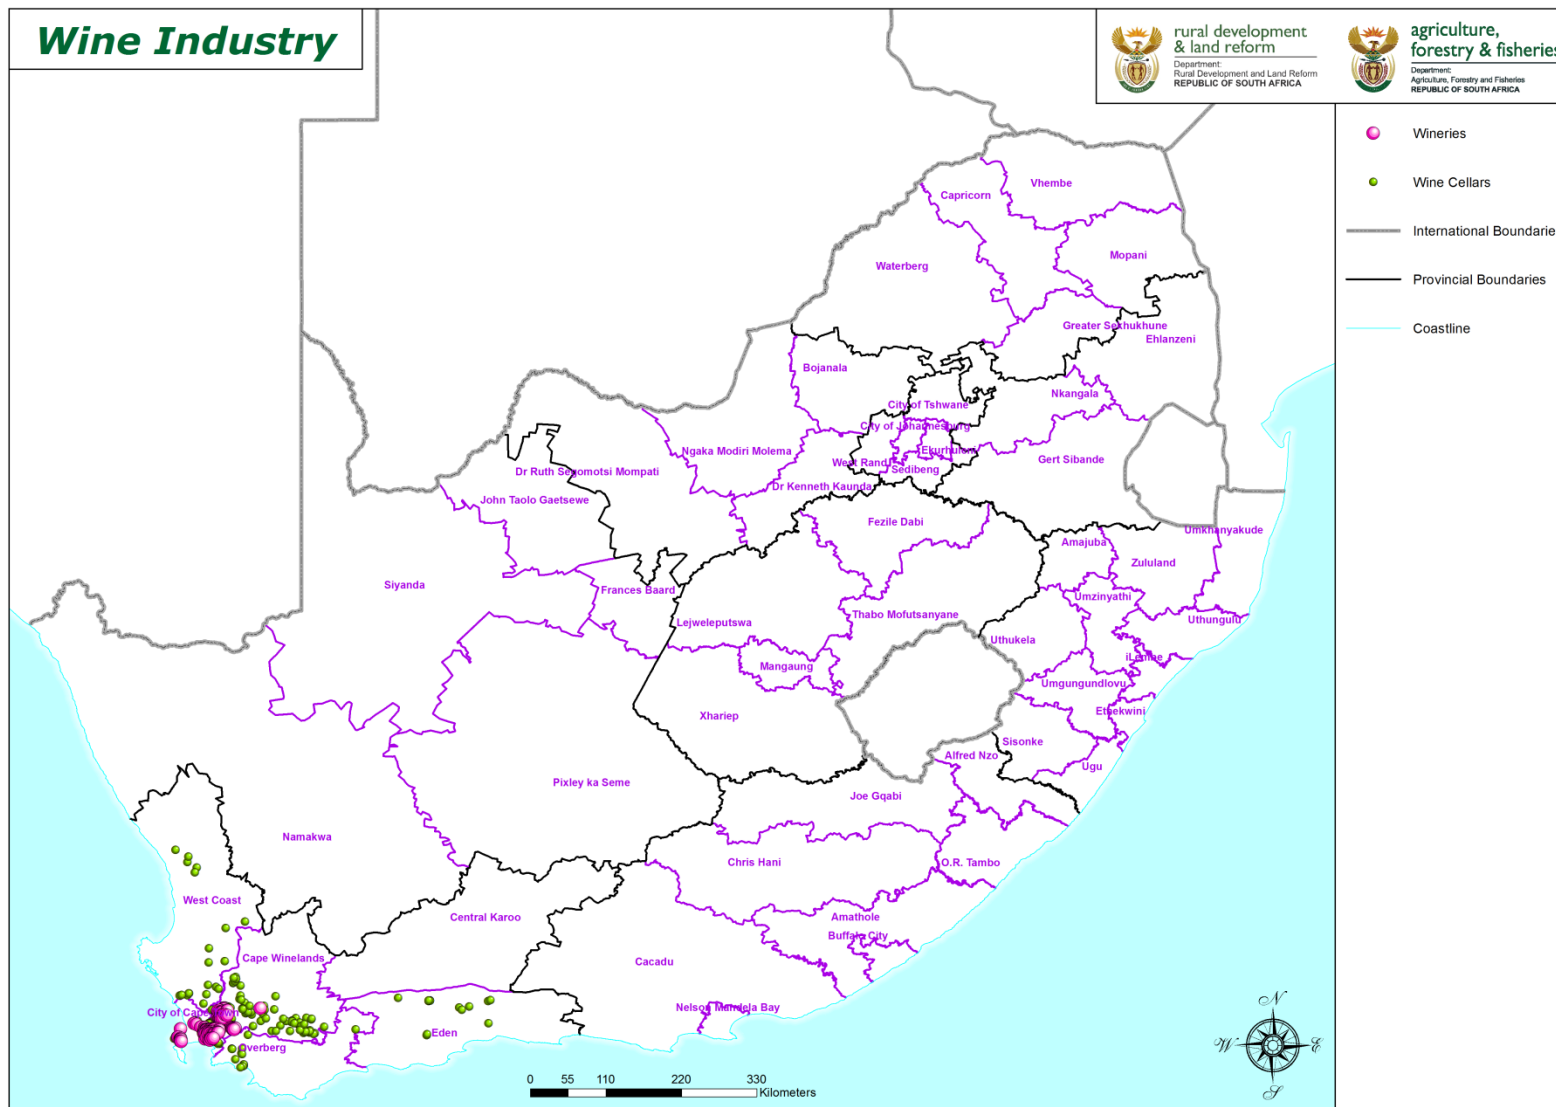 Wine Industry
rural development
& land reform
Department:
Rural Development and Land Reform
REPUBLIC OF SOUTH AFRICA
agriculture,
forestry & fisheries
Department:
Agriculture, Forestry and Fisheries
REPUBLIC OF SOUTH AFRICA
Wineries
Wine Cellars
International Boundarie
Provincial Boundaries
Coastline
Vhembe
Capricorn
Mopani
Waterberg
Greater Sekhukhune
Ehlanzeni
Bojanala
Nkangala
City of Tshwane
City of Johannesburg
Ekurhuleni
West Rand
Sedibeng
Gert Sibande
Ngaka Modiri Molema
Dr Ruth Segomotsi Mompati
Dr Kenneth Kaunda
John Taolo Gaetsewe
Fezile Dabi
Umkhanyakude
Amajuba
Zululand
Siyanda
Frances Baard
Umzinyathi
Lejweleputswa
Thabo Mofutsanyane
Uthungulu
Uthukela
iLembe
Mangaung
Umgungundlovu
Ethekwini
Xhariep
Sisonke
Alfred Nzo
Ugu
Pixley ka Seme
Joe Gqabi
Namakwa
Chris Hani
O.R. Tambo
West Coast
Central Karoo
Amathole
Buffalo City
Cape Winelands
Cacadu
Nelson Mandela Bay
City of Cape Town
Eden
Overberg
N
W
E
S
0 55 110 220 330
Kilometers